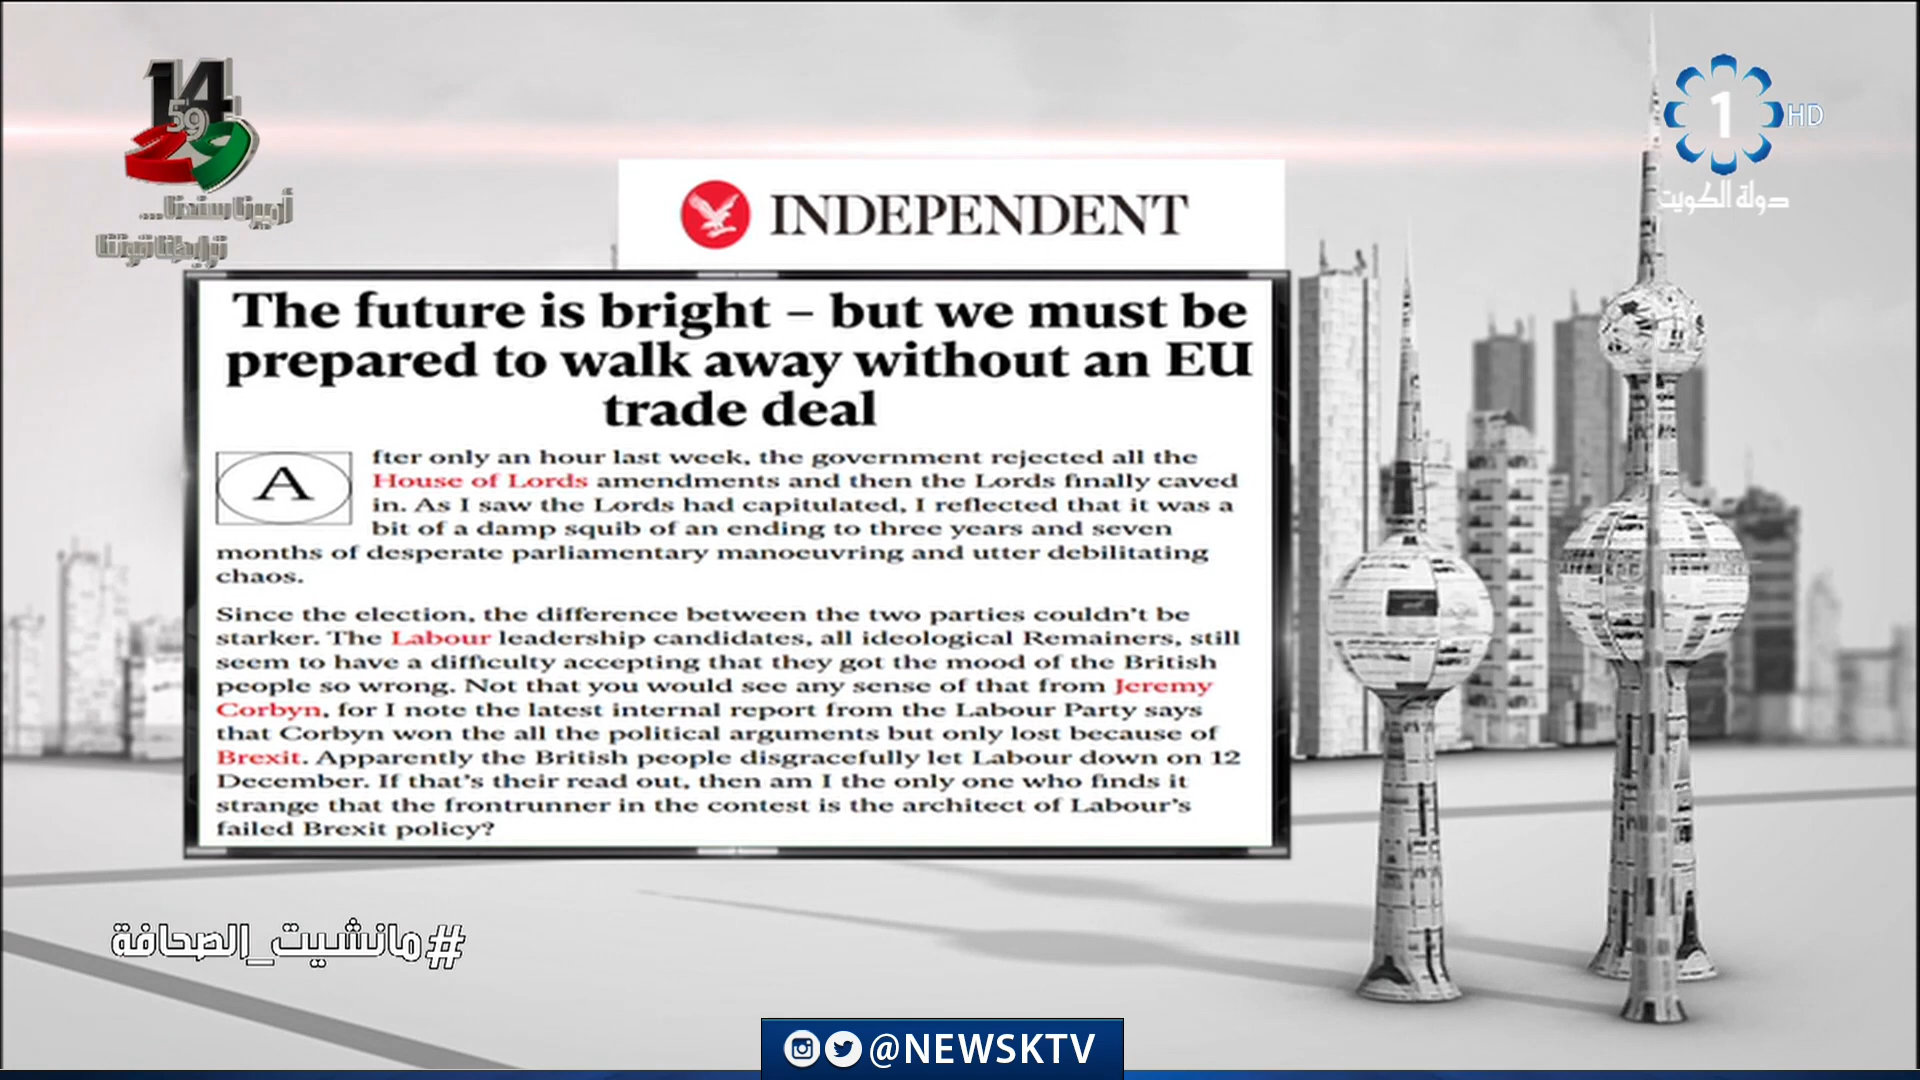 14
59
29
أميرنا سندنا...
ترابطنا قوتنا
1 HD
دولة الكويت
INDEPENDENT
The future is bright – but we must be
prepared to walk away without an EU
trade deal
After only an hour last week, the government rejected all the
House of Lords amendments and then the Lords finally caved
in. As I saw the Lords had capitulated, I reflected that it was a
bit of a damp squib of an ending to three years and seven
months of desperate parliamentary manoeuvring and utter debilitating
chaos.
Since the election, the difference between the two parties couldn't be
starker. The Labour leadership candidates, all ideological Remainers, still
seem to have a difficulty accepting that they got the mood of the British
people so wrong. Not that you would see any sense of that from Jeremy
Corbyn, for I note the latest internal report from the Labour Party says
that Corbyn won the all the political arguments but only lost because of
Brexit. Apparently the British people disgracefully let Labour down on 12
December. If that's their read out, then am I the only one who finds it
strange that the frontrunner in the contest is the architect of Labour's
failed Brexit policy?
#مانشيت_الصحافة
@NEWSKTV